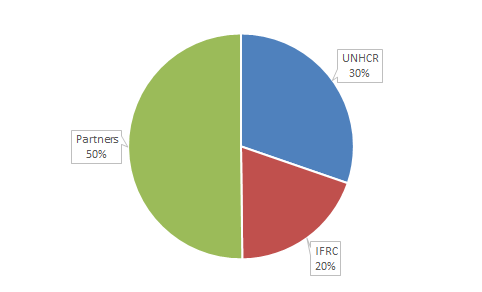 UNHCR
30%
Partners
50%
IFRC
20%